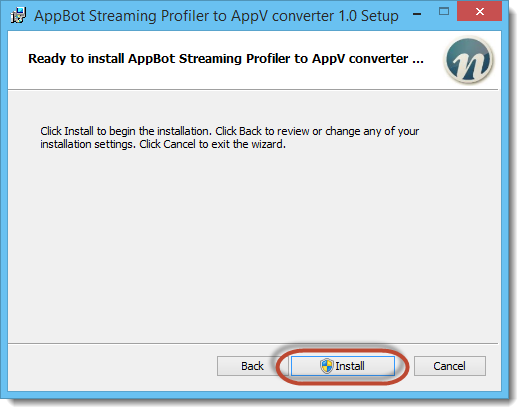 AppBot Streaming Profiler to AppV converter 1.0 Setup
Ready to install AppBot Streaming Profiler to AppV converter ...
n
Click Install to begin the installation. Click Back to review or change any of your
installation settings. Click Cancel to exit the wizard.
Back Install Cancel